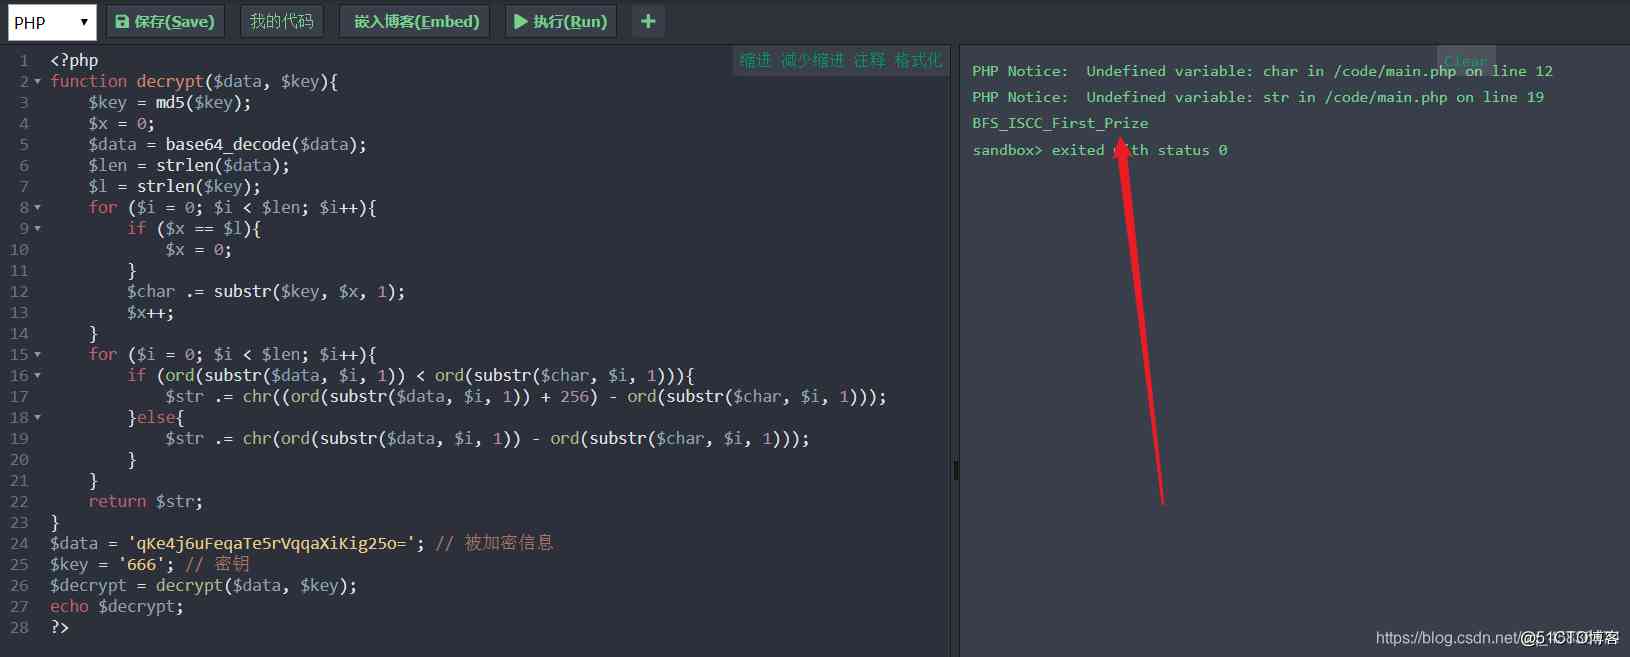 PHP 保存(Save) 我的代码 嵌入博客(Embed) 执行(Run) +
缩进 减少缩进 注释 格式化
1 <?php
2 function decrypt($data, $key){
3     $key = md5($key);
4     $x = 0;
5     $data = base64_decode($data);
6     $len = strlen($data);
7     $l = strlen($key);
8     for ($i = 0; $i < $len; $i++){
9         if ($x == $l){
10             $x = 0;
11         }
12         $char .= substr($key, $x, 1);
13         $x++;
14     }
15     for ($i = 0; $i < $len; $i++){
16         if (ord(substr($data, $i, 1)) < ord(substr($char, $i, 1))){
17             $str .= chr((ord(substr($data, $i, 1)) + 256) - ord(substr($char, $i, 1)));
18         }else{
19             $str .= chr(ord(substr($data, $i, 1)) - ord(substr($char, $i, 1)));
20         }
21     }
22     return $str;
23 }
24 $data = 'qKe4j6uFeqaTe5rVqqaXiKig25o='; // 被加密信息
25 $key = '666'; // 密钥
26 $decrypt = decrypt($data, $key);
27 echo $decrypt;
28 ?>
Clear
PHP Notice:  Undefined variable: char in /code/main.php on line 12
PHP Notice:  Undefined variable: str in /code/main.php on line 19
BFS_ISCC_First_Prize
sandbox> exited with status 0
https://blog.csdn.net/
@51CTO博客